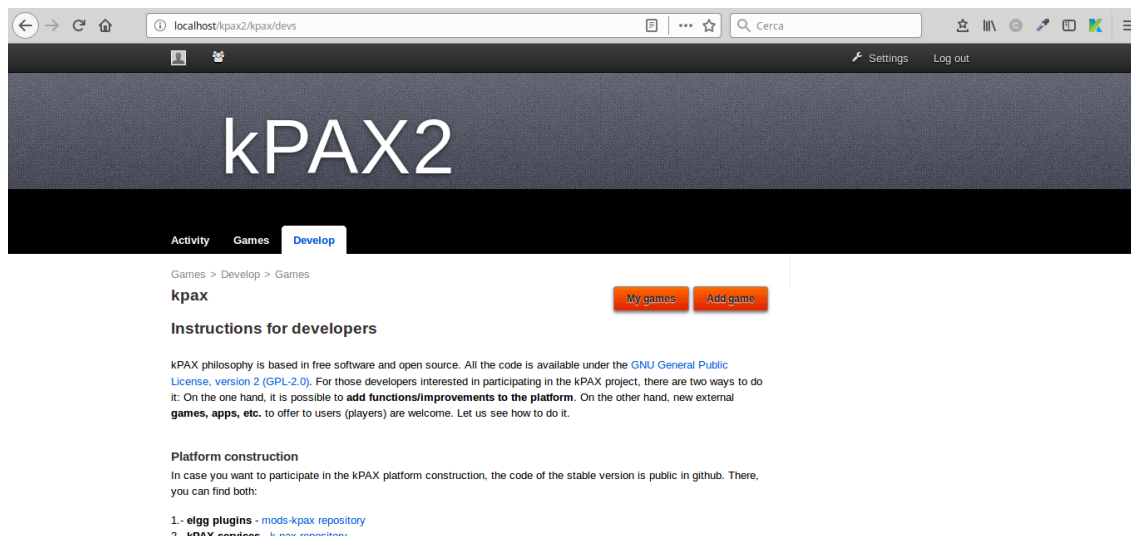 localhost/kpax2/kpax/devs
Cerca
Settings Log out
kPAX2
Activity Games Develop
Games > Develop > Games
kpax
My games Add game
Instructions for developers
kPAX philosophy is based in free software and open source. All the code is available under the GNU General Public
License, version 2 (GPL-2.0). For those developers interested in participating in the kPAX project, there are two ways to do
it: On the one hand, it is possible to add functions/improvements to the platform. On the other hand, new external
games, apps, etc. to offer to users (players) are welcome. Let us see how to do it.
Platform construction
In case you want to participate in the kPAX platform construction, the code of the stable version is public in github. There,
you can find both:
1.- elgg plugins - mods-kpax repository
2.- kPAX services - k-pax repository